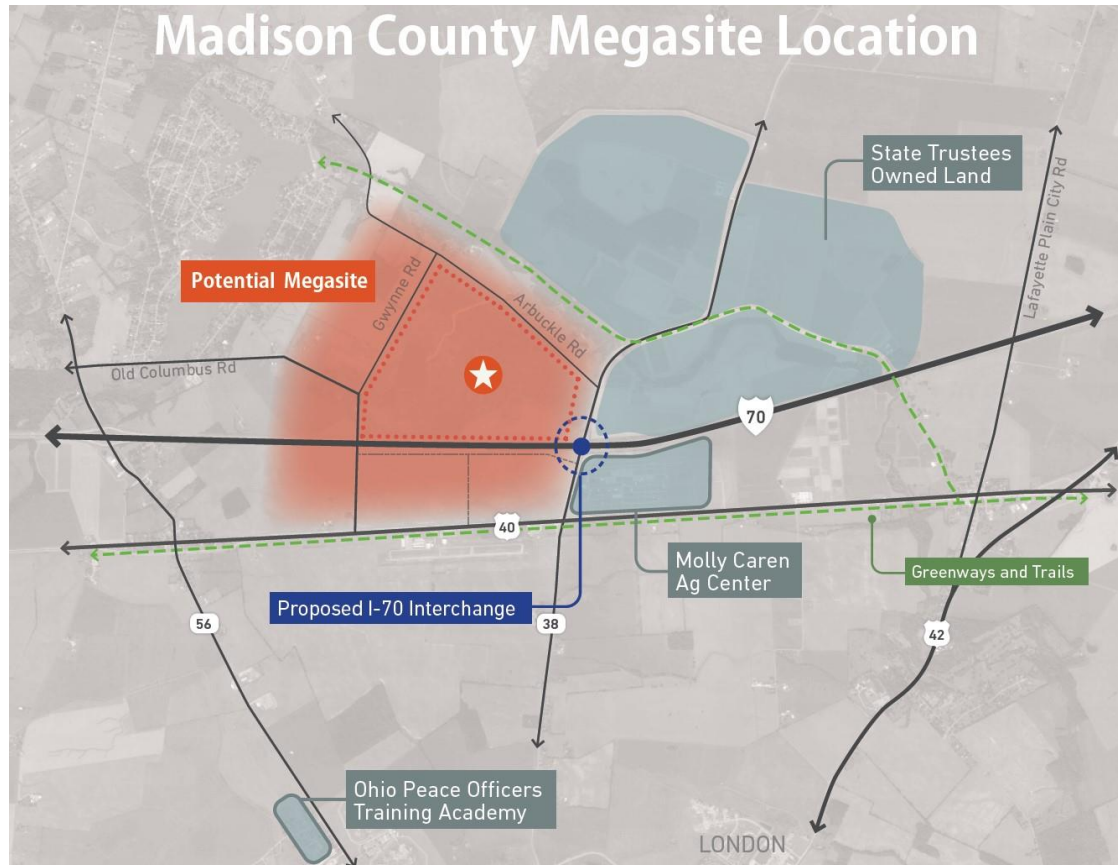 Madison County Megasite Location
State Trustees
Owned Land
Lafayette Plain City Rd
Potential Megasite
Gwynne Rd
Arbuckle Rd
Old Columbus Rd
70
40
Molly Caren
Ag Center
Greenways and Trails
Proposed I-70 Interchange
56
38
42
Ohio Peace Officers
Training Academy
LONDON